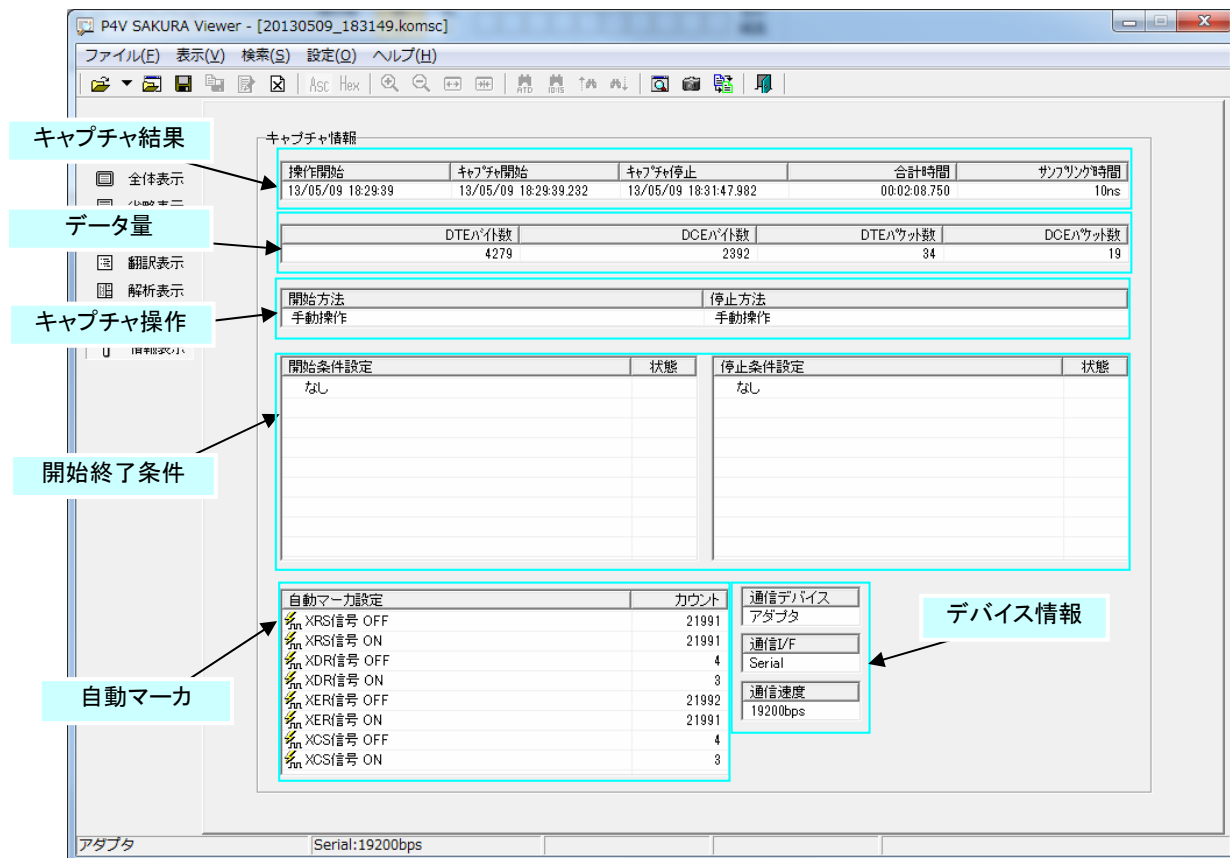 P4V SAKURA Viewer - [20130509_183149.komsc]
ファイル(F) 表示(V) 検索(S) 設定(O) ヘルプ(H)
Asc Hex ATD 10:15
キャプチャ結果
全体表示
データ量
翻訳表示
解析表示
キャプチャ操作
情報表示
開始終了条件
自動マーカ
デバイス情報
キャプチャ情報
操作開始 ｷｬﾌﾟﾁｬ開始 ｷｬﾌﾟﾁｬ停止 合計時間 ｻﾝﾌﾟﾘﾝｸﾞ時間
13/05/09 18:29:39 13/05/09 18:29:39.232 13/05/09 18:31:47.982 00:02:08.750 10ns
DTEﾊﾞｲﾄ数 DCEﾊﾞｲﾄ数 DTEﾊﾟｹｯﾄ数 DCEﾊﾟｹｯﾄ数
4279 2392 34 19
開始方法 停止方法
手動操作 手動操作
開始条件設定 状態 停止条件設定 状態
なし なし
自動マーカ設定 カウント
XRS信号 OFF 21991
XRS信号 ON 21991
XDR信号 OFF 4
XDR信号 ON 3
XER信号 OFF 21992
XER信号 ON 21991
XCS信号 OFF 4
XCS信号 ON 3
通信デバイス
アダプタ
通信I/F
Serial
通信速度
19200bps
アダプタ Serial:19200bps